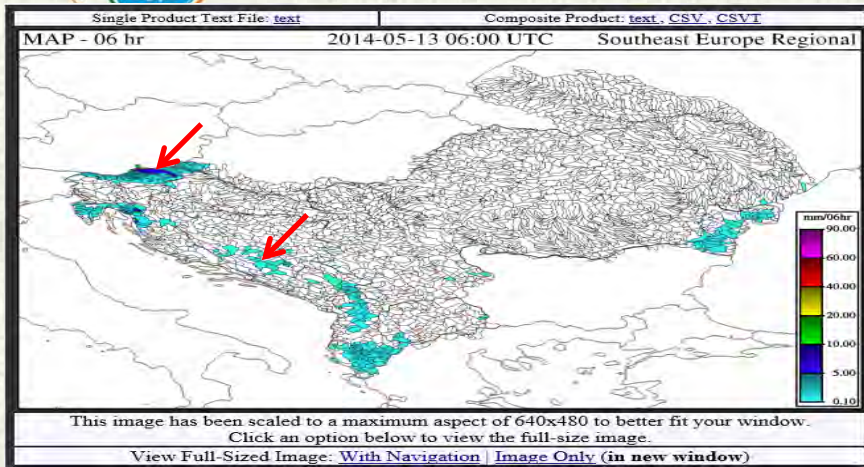 Single Product Text File: text
Composite Product: text , CSV , CSVT
MAP - 06 hr 2014-05-13 06:00 UTC Southeast Europe Regional
mm/06hr
90.00
60.00
40.00
20.00
10.00
5.00
0.10
This image has been scaled to a maximum aspect of 640x480 to better fit your window.
Click an option below to view the full-size image.
View Full-Sized Image: With Navigation | Image Only (in new window)